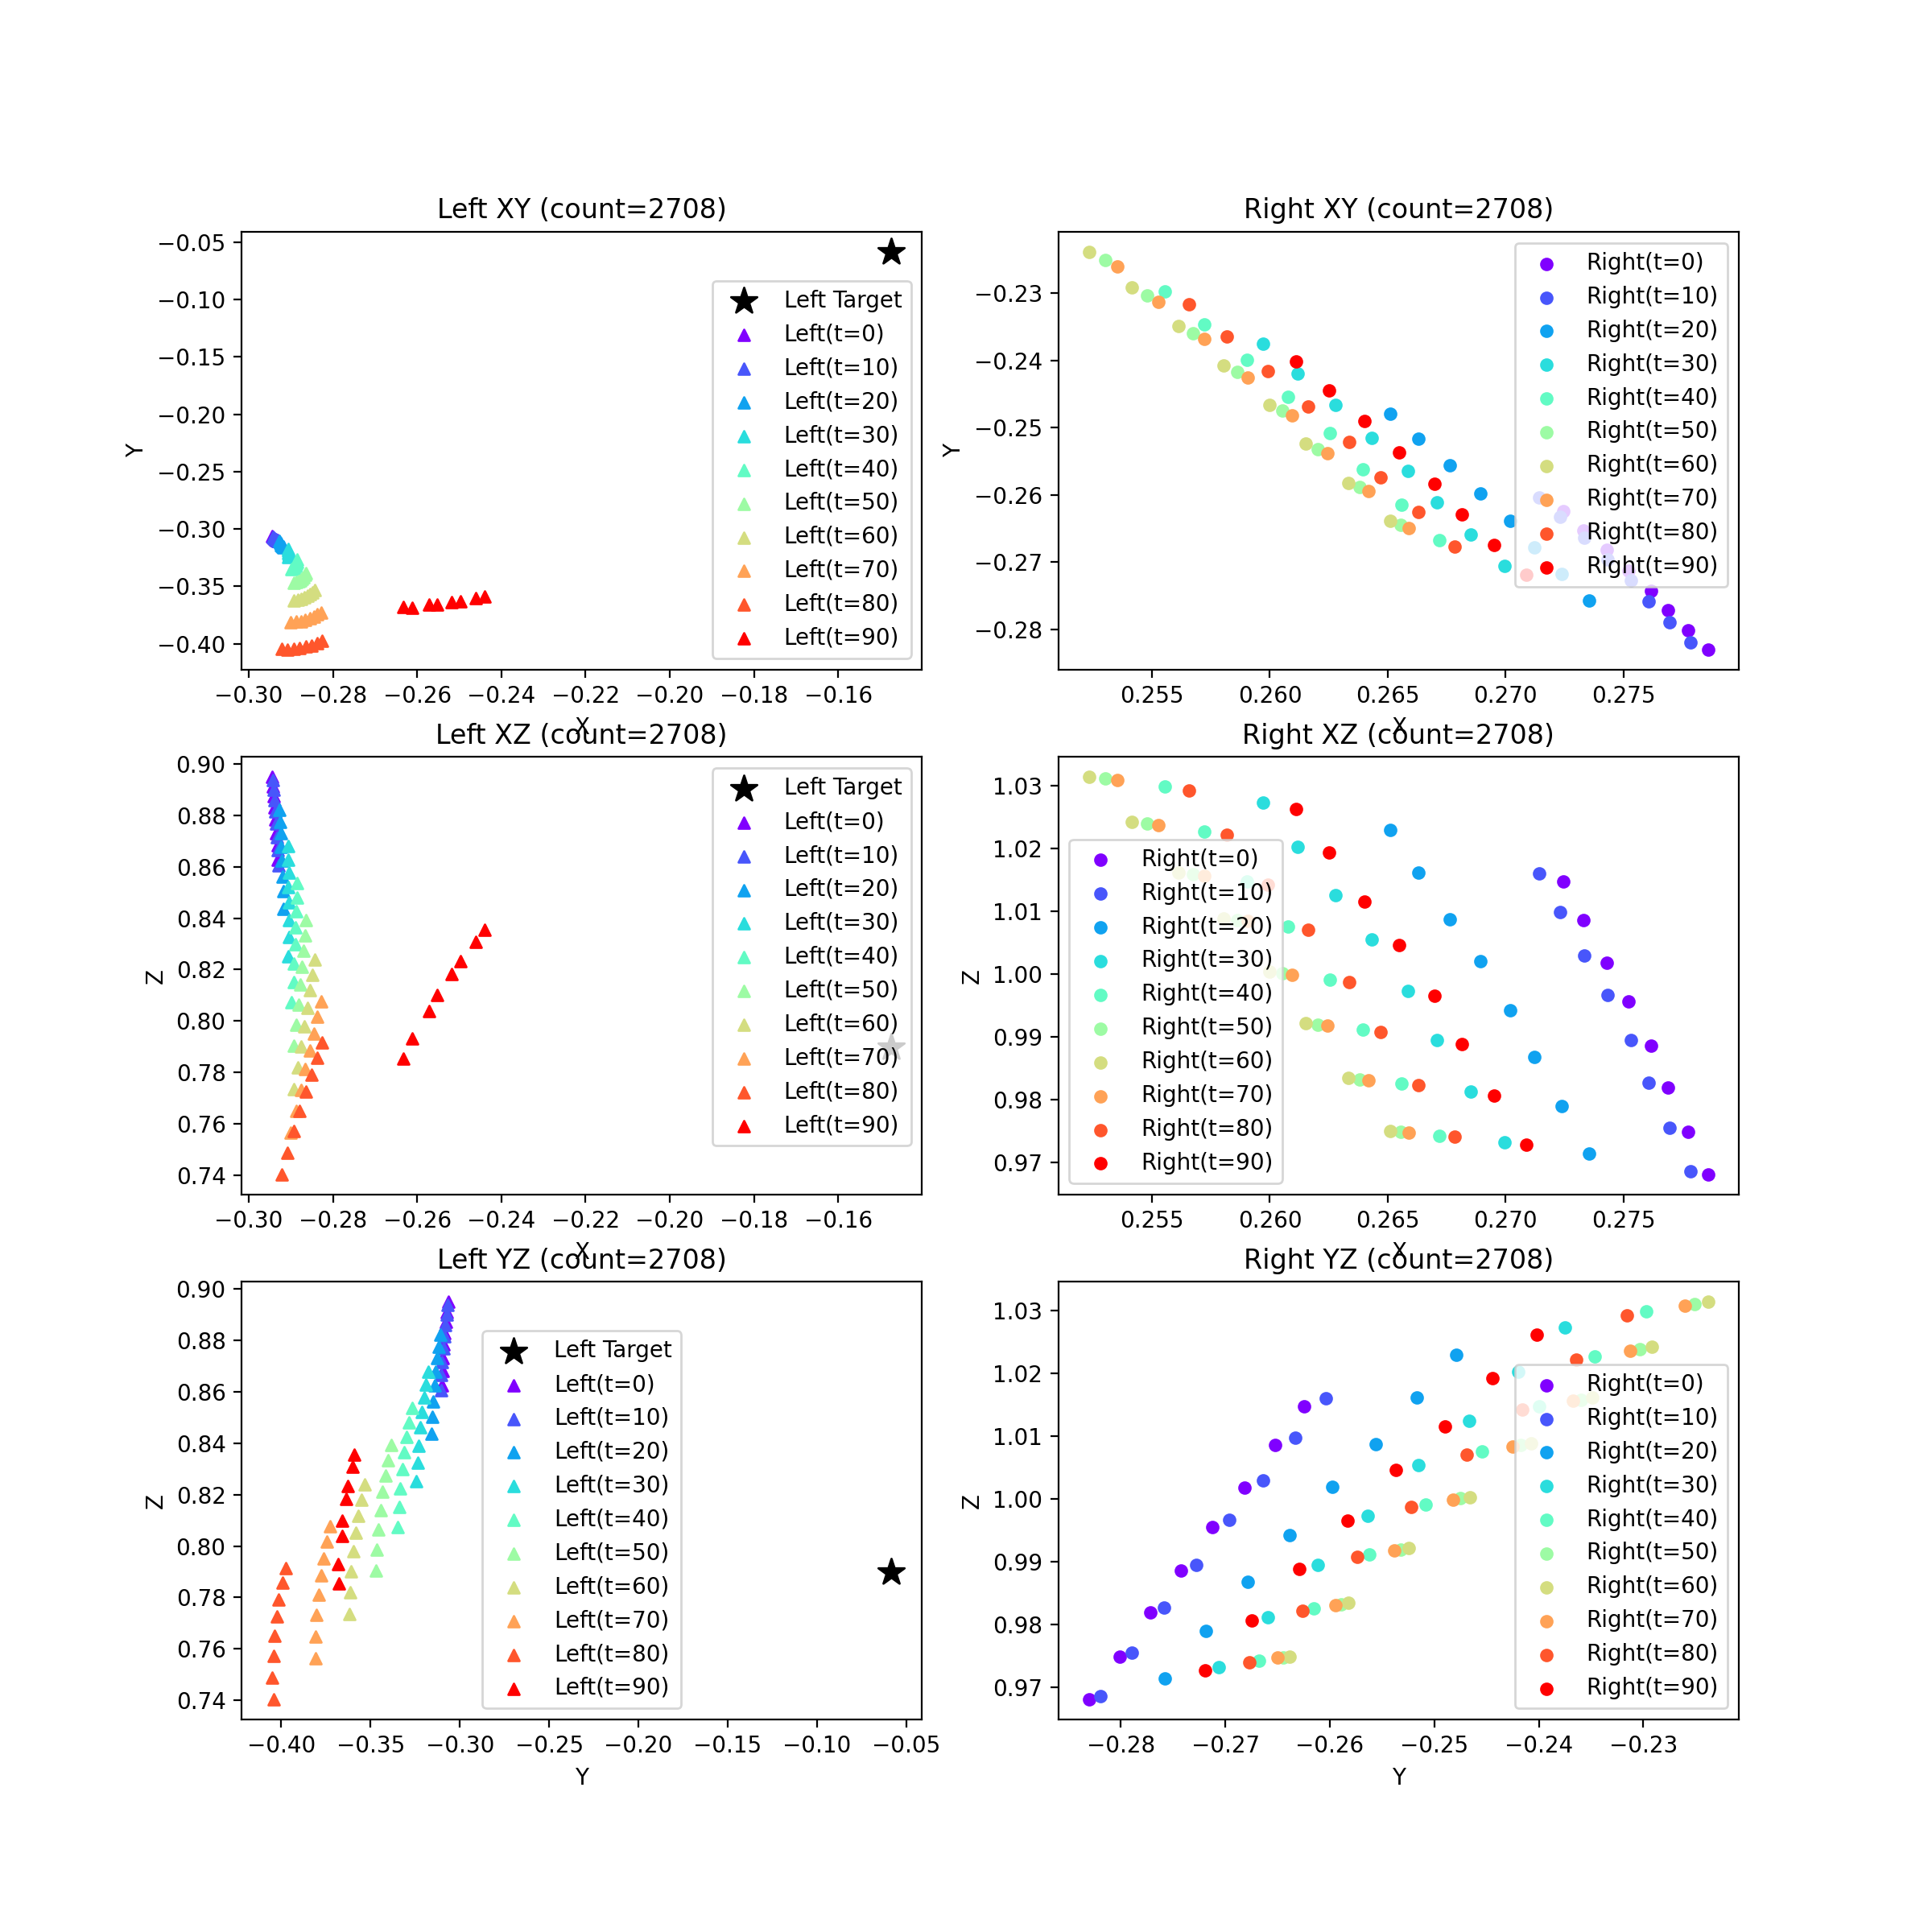 Left XY (count=2708)
−0.05
−0.10
−0.15
−0.20
−0.25
−0.30
−0.35
−0.40
Y
−0.30 −0.28 −0.26 −0.24 −0.22 −0.20 −0.18 −0.16
X
Left Target
Left(t=0)
Left(t=10)
Left(t=20)
Left(t=30)
Left(t=40)
Left(t=50)
Left(t=60)
Left(t=70)
Left(t=80)
Left(t=90)
Right XY (count=2708)
−0.23
−0.24
−0.25
−0.26
−0.27
−0.28
Y
0.255 0.260 0.265 0.270 0.275
X
Right(t=0)
Right(t=10)
Right(t=20)
Right(t=30)
Right(t=40)
Right(t=50)
Right(t=60)
Right(t=70)
Right(t=80)
Right(t=90)
Left XZ (count=2708)
0.90
0.88
0.86
0.84
0.82
0.80
0.78
0.76
0.74
Z
−0.30 −0.28 −0.26 −0.24 −0.22 −0.20 −0.18 −0.16
X
Left Target
Left(t=0)
Left(t=10)
Left(t=20)
Left(t=30)
Left(t=40)
Left(t=50)
Left(t=60)
Left(t=70)
Left(t=80)
Left(t=90)
Right XZ (count=2708)
1.03
1.02
1.01
1.00
0.99
0.98
0.97
Z
0.255 0.260 0.265 0.270 0.275
X
Right(t=0)
Right(t=10)
Right(t=20)
Right(t=30)
Right(t=40)
Right(t=50)
Right(t=60)
Right(t=70)
Right(t=80)
Right(t=90)
Left YZ (count=2708)
0.90
0.88
0.86
0.84
0.82
0.80
0.78
0.76
0.74
Z
−0.40 −0.35 −0.30 −0.25 −0.20 −0.15 −0.10 −0.05
Y
Left Target
Left(t=0)
Left(t=10)
Left(t=20)
Left(t=30)
Left(t=40)
Left(t=50)
Left(t=60)
Left(t=70)
Left(t=80)
Left(t=90)
Right YZ (count=2708)
1.03
1.02
1.01
1.00
0.99
0.98
0.97
Z
−0.28 −0.27 −0.26 −0.25 −0.24 −0.23
Y
Right(t=0)
Right(t=10)
Right(t=20)
Right(t=30)
Right(t=40)
Right(t=50)
Right(t=60)
Right(t=70)
Right(t=80)
Right(t=90)